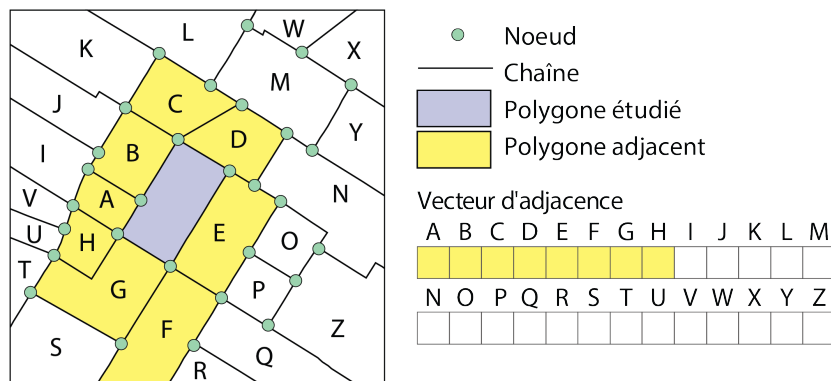 L
W
K
X
M
C
J
Y
D
B
I
N
V
A
E
O
U
H
T
G
P
F
Z
S
Q
R
Noeud
Chaîne
Polygone étudié
Polygone adjacent
Vecteur d'adjacence
A B C D E F G H I J K L M
N O P Q R S T U V W X Y Z